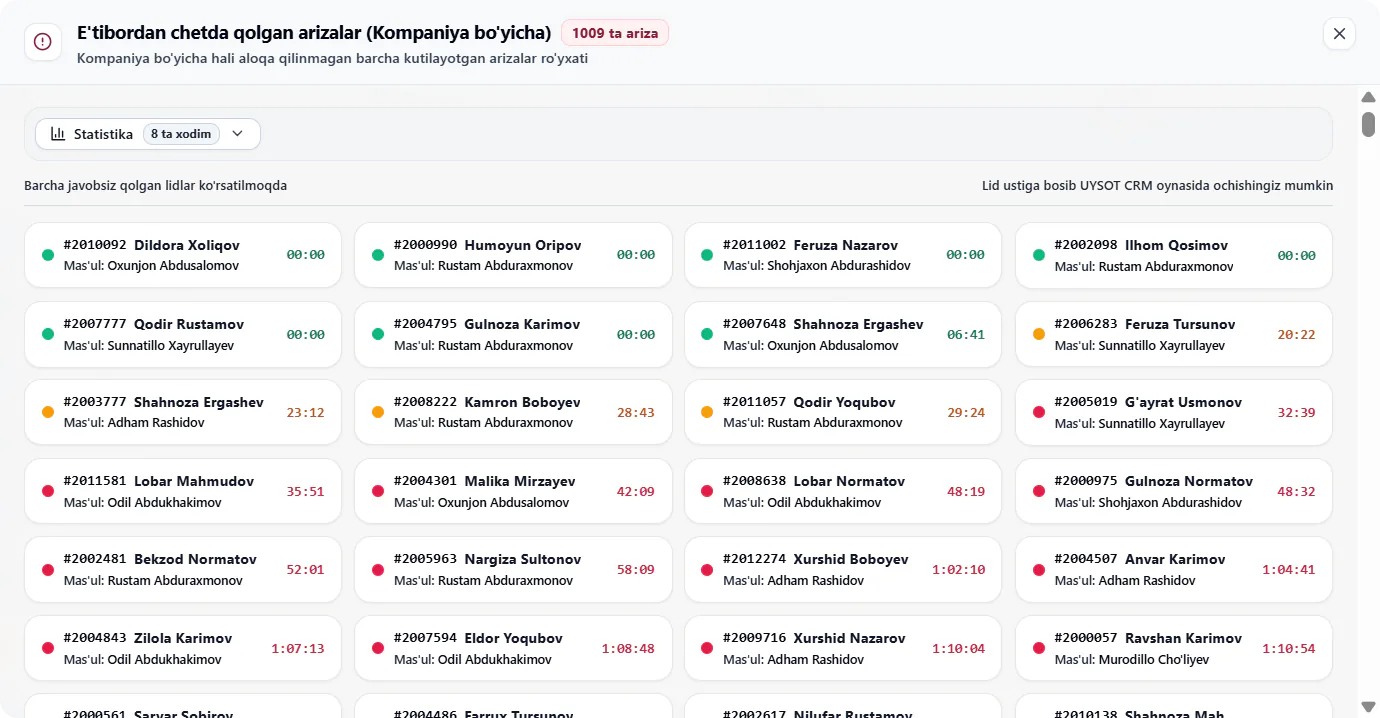 E'tibordan chetda qolgan arizalar (Kompaniya bo'yicha) 1009 ta ariza
Kompaniya bo'yicha hali aloqa qilinmagan barcha kutilayotgan arizalar ro'yxati
Statistika 8 ta xodim
Barcha javobsiz qolgan lidlar ko'rsatilmoqda
Lid ustiga bosib UYSOT CRM oynasida ochishingiz mumkin
#2010092 Dildora Xoliqov
Mas'ul: Oxunjon Abdusalomov
00:00
#2000990 Humoyun Oripov
Mas'ul: Rustam Abduraxmonov
00:00
#2011002 Feruza Nazarov
Mas'ul: Shohjaxon Abdurashidov
00:00
#2002098 Ilhom Qosimov
Mas'ul: Rustam Abduraxmonov
00:00
#2007777 Qodir Rustamov
Mas'ul: Sunnatillo Xayrullayev
00:00
#2004795 Gulnoza Karimov
Mas'ul: Rustam Abduraxmonov
00:00
#2007648 Shahnoza Ergashev
Mas'ul: Oxunjon Abdusalomov
06:41
#2006283 Feruza Tursunov
Mas'ul: Sunnatillo Xayrullayev
20:22
#2003777 Shahnoza Ergashev
Mas'ul: Adham Rashidov
23:12
#2008222 Kamron Boboyev
Mas'ul: Rustam Abduraxmonov
28:43
#2011057 Qodir Yoqubov
Mas'ul: Rustam Abduraxmonov
29:24
#2005019 G'ayrat Usmonov
Mas'ul: Sunnatillo Xayrullayev
32:39
#2011581 Lobar Mahmudov
Mas'ul: Odil Abdukhakimov
35:51
#2004301 Malika Mirzayev
Mas'ul: Oxunjon Abdusalomov
42:09
#2008638 Lobar Normatov
Mas'ul: Odil Abdukhakimov
48:19
#2000975 Gulnoza Normatov
Mas'ul: Shohjaxon Abdurashidov
48:32
#2002481 Bekzod Normatov
Mas'ul: Rustam Abduraxmonov
52:01
#2005963 Nargiza Sultonov
Mas'ul: Rustam Abduraxmonov
58:09
#2012274 Xurshid Boboyev
Mas'ul: Adham Rashidov
1:02:10
#2004507 Anvar Karimov
Mas'ul: Adham Rashidov
1:04:41
#2004843 Zilola Karimov
Mas'ul: Odil Abdukhakimov
1:07:13
#2007594 Eldor Yoqubov
Mas'ul: Odil Abdukhakimov
1:08:48
#2009716 Xurshid Nazarov
Mas'ul: Adham Rashidov
1:10:04
#2000057 Ravshan Karimov
Mas'ul: Murodillo Cho'liyev
1:10:54
#2000561 Sarvar Sobirov
#2004486 Farrux Tursunov
#2002617 Nilufar Rustamov
#2010138 Shahnoza Mah